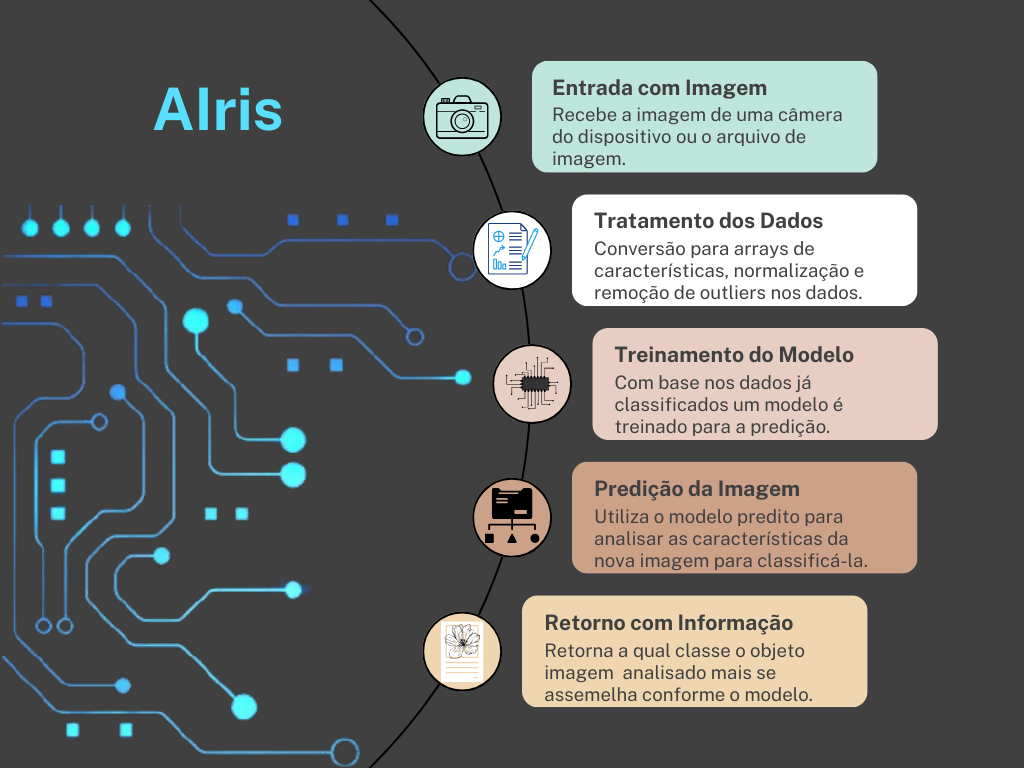 AIris
Entrada com Imagem
Recebe a imagem de uma câmera
do dispositivo ou o arquivo de
imagem.
Tratamento dos Dados
Conversão para arrays de
características, normalização e
remoção de outliers nos dados.
Treinamento do Modelo
Com base nos dados já
classificados um modelo é
treinado para a predição.
Predição da Imagem
Utiliza o modelo predito para
analisar as características da
nova imagem para classificá-la.
Retorno com Informação
Retorna a qual classe o objeto
imagem  analisado mais se
assemelha conforme o modelo.